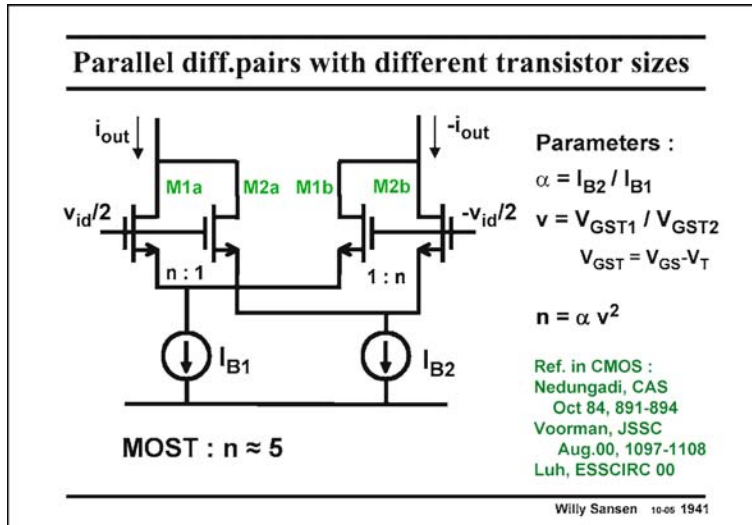 Parallel diff.pairs with different transistor sizes
i_out
-i_out
M1a
M2a
M1b
M2b
v_id/2
-v_id/2
n : 1
1 : n
I_B1
I_B2
MOST : n ≈ 5
Parameters :
α = I_B2 / I_B1
v = V_GST1 / V_GST2
V_GST = V_GS-V_T
n = α v²
Ref. in CMOS :
Nedungadi, CAS
Oct 84, 891-894
Voorman, JSSC
Aug.00, 1097-1108
Luh, ESSCIRC 00
Willy Sansen 10-05 1941